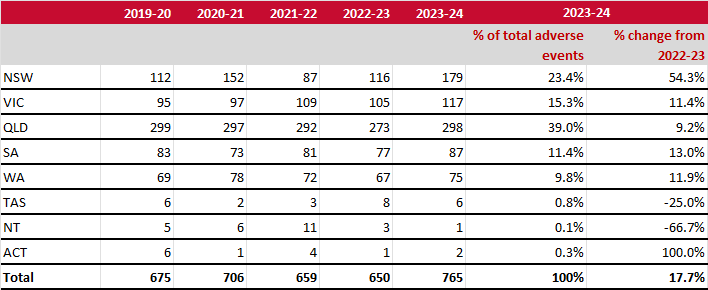 2019-20 2020-21 2021-22 2022-23 2023-24 2023-24
% of total adverse events % change from 2022-23
NSW 112 152 87 116 179 23.4% 54.3%
VIC 95 97 109 105 117 15.3% 11.4%
QLD 299 297 292 273 298 39.0% 9.2%
SA 83 73 81 77 87 11.4% 13.0%
WA 69 78 72 67 75 9.8% 11.9%
TAS 6 2 3 8 6 0.8% -25.0%
NT 5 6 11 3 1 0.1% -66.7%
ACT 6 1 4 1 2 0.3% 100.0%
Total 675 706 659 650 765 100% 17.7%